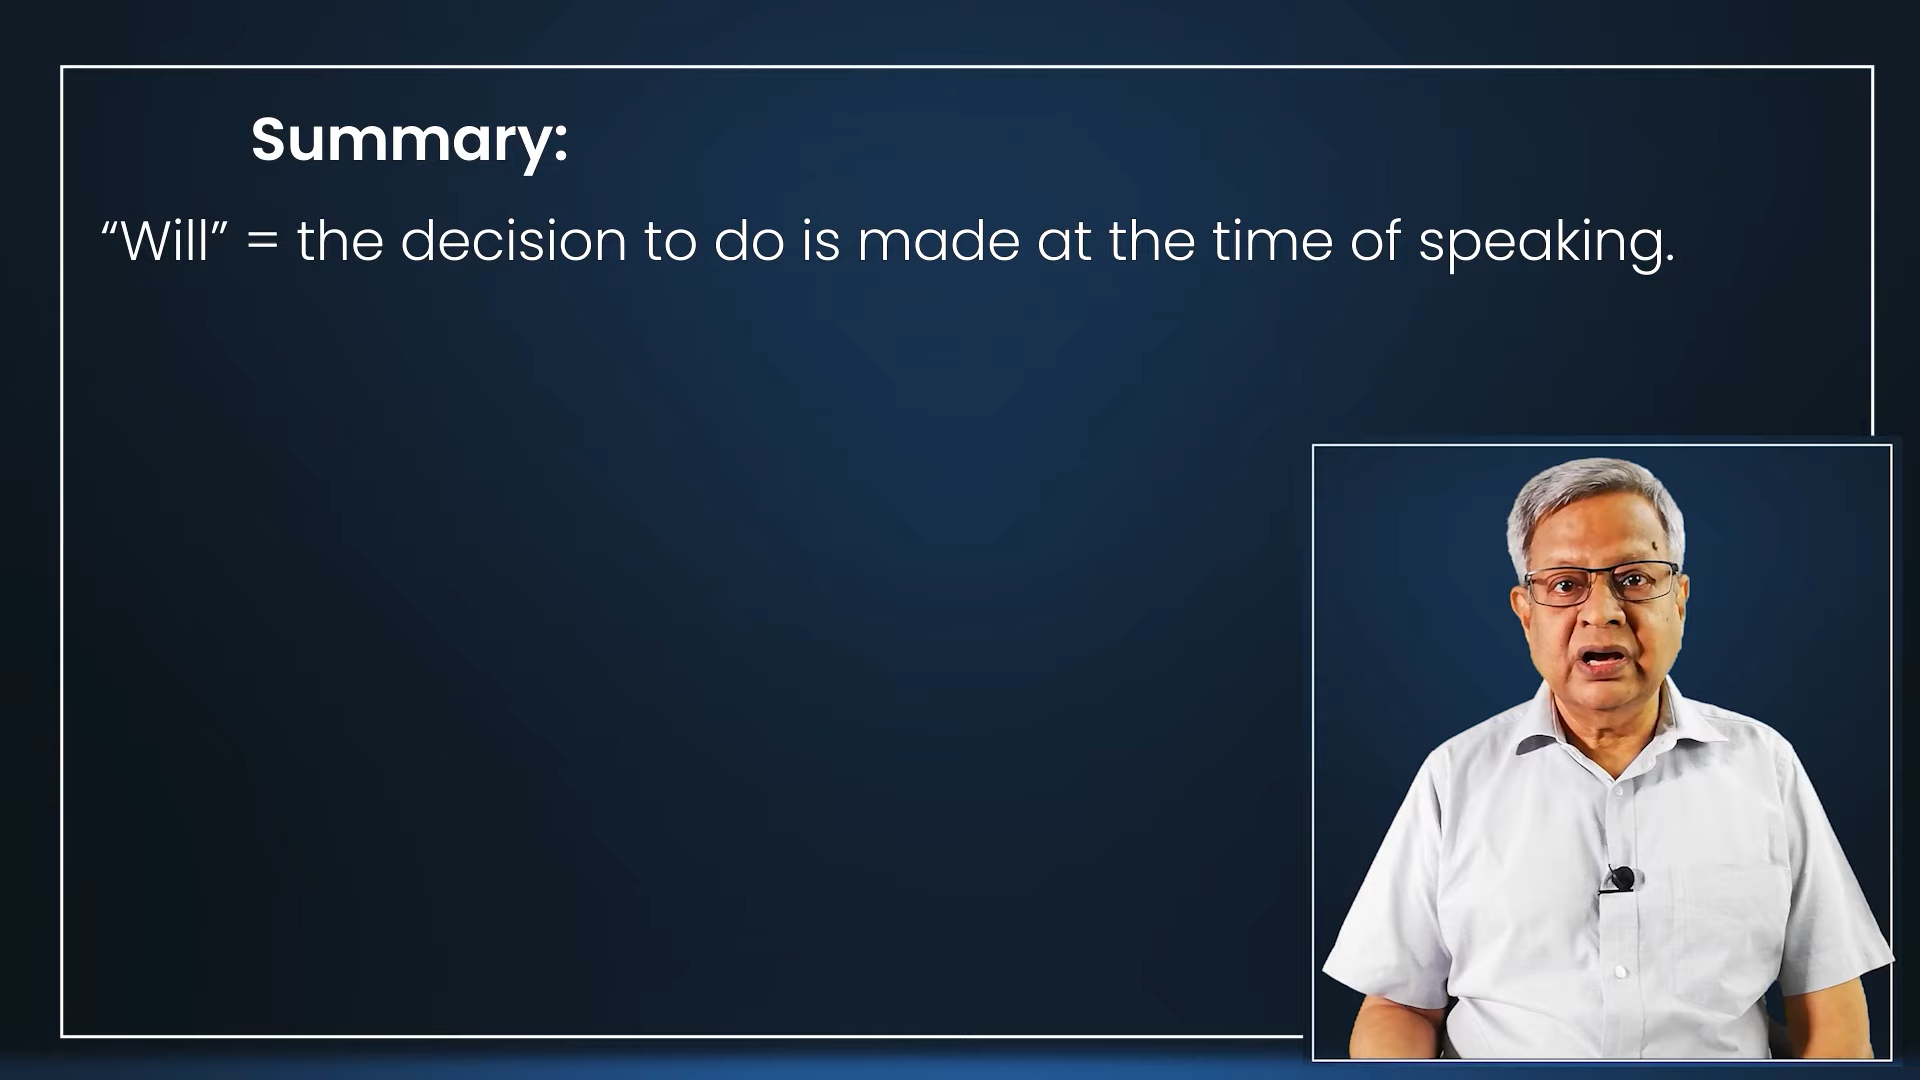 Summary:
“Will” = the decision to do is made at the time of speaking.